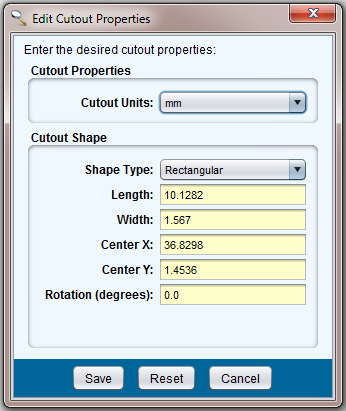 Edit Cutout Properties
Enter the desired cutout properties:
Cutout Properties
Cutout Units: mm
Cutout Shape
Shape Type: Rectangular
Length: 10.1282
Width: 1.567
Center X: 36.8298
Center Y: 1.4536
Rotation (degrees): 0.0
Save Reset Cancel